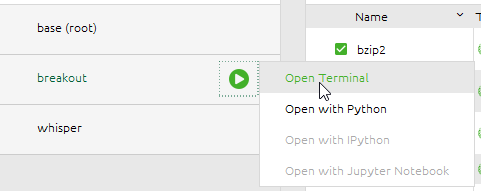 base (root)
Name
T
bzip2
breakout
Open Terminal
Open with Python
whisper
Open with IPython
Open with Jupyter Notebook